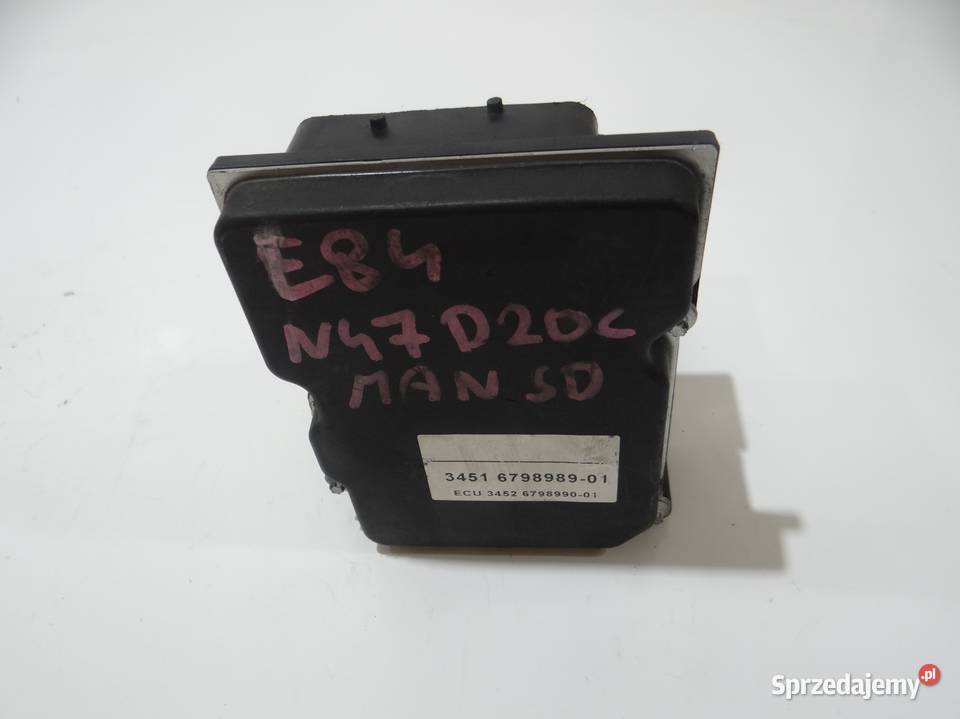 E84
N47D20C
MAN SD
3451 6798989-01
ECU 3452 6798990-01
Sprzedajemy.pl